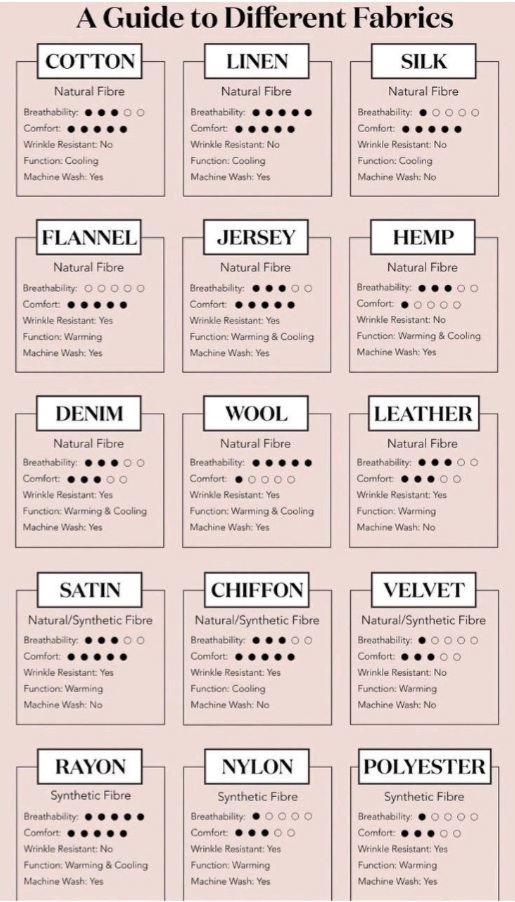 A Guide to Different Fabrics
COTTON
Natural Fibre
Breathability: ● ● ● ○ ○
Comfort: ● ● ● ● ●
Wrinkle Resistant: No
Function: Cooling
Machine Wash: Yes
LINEN
Natural Fibre
Breathability: ● ● ● ● ●
Comfort: ● ● ● ● ●
Wrinkle Resistant: No
Function: Cooling
Machine Wash: Yes
SILK
Natural Fibre
Breathability: ● ○ ○ ○ ○
Comfort: ● ● ● ● ●
Wrinkle Resistant: No
Function: Cooling
Machine Wash: No
FLANNEL
Natural Fibre
Breathability: ○ ○ ○ ○ ○
Comfort: ● ● ● ● ●
Wrinkle Resistant: Yes
Function: Warming
Machine Wash: Yes
JERSEY
Natural Fibre
Breathability: ● ● ● ○ ○
Comfort: ● ● ● ● ●
Wrinkle Resistant: Yes
Function: Warming & Cooling
Machine Wash: Yes
HEMP
Natural Fibre
Breathability: ● ● ● ○ ○
Comfort: ● ○ ○ ○ ○
Wrinkle Resistant: No
Function: Warming & Cooling
Machine Wash: Yes
DENIM
Natural Fibre
Breathability: ● ● ● ○ ○
Comfort: ● ● ● ○ ○
Wrinkle Resistant: Yes
Function: Warming & Cooling
Machine Wash: Yes
WOOL
Natural Fibre
Breathability: ● ● ● ● ●
Comfort: ● ○ ○ ○ ○
Wrinkle Resistant: Yes
Function: Warming & Cooling
Machine Wash: Yes
LEATHER
Natural Fibre
Breathability: ● ● ● ○ ○
Comfort: ● ● ● ○ ○
Wrinkle Resistant: Yes
Function: Warming
Machine Wash: No
SATIN
Natural/Synthetic Fibre
Breathability: ● ● ● ○ ○
Comfort: ● ● ● ● ●
Wrinkle Resistant: Yes
Function: Warming
Machine Wash: No
CHIFFON
Natural/Synthetic Fibre
Breathability: ● ● ● ○ ○
Comfort: ● ● ● ● ●
Wrinkle Resistant: Yes
Function: Cooling
Machine Wash: No
VELVET
Natural/Synthetic Fibre
Breathability: ● ○ ○ ○ ○
Comfort: ● ● ● ○ ○
Wrinkle Resistant: No
Function: Warming
Machine Wash: No
RAYON
Synthetic Fibre
Breathability: ● ● ● ● ●
Comfort: ● ● ● ● ●
Wrinkle Resistant: No
Function: Warming & Cooling
Machine Wash: Yes
NYLON
Synthetic Fibre
Breathability: ● ○ ○ ○ ○
Comfort: ● ● ● ○ ○
Wrinkle Resistant: Yes
Function: Warming
Machine Wash: Yes
POLYESTER
Synthetic Fibre
Breathability: ● ○ ○ ○ ○
Comfort: ● ● ● ○ ○
Wrinkle Resistant: Yes
Function: Warming
Machine Wash: Yes